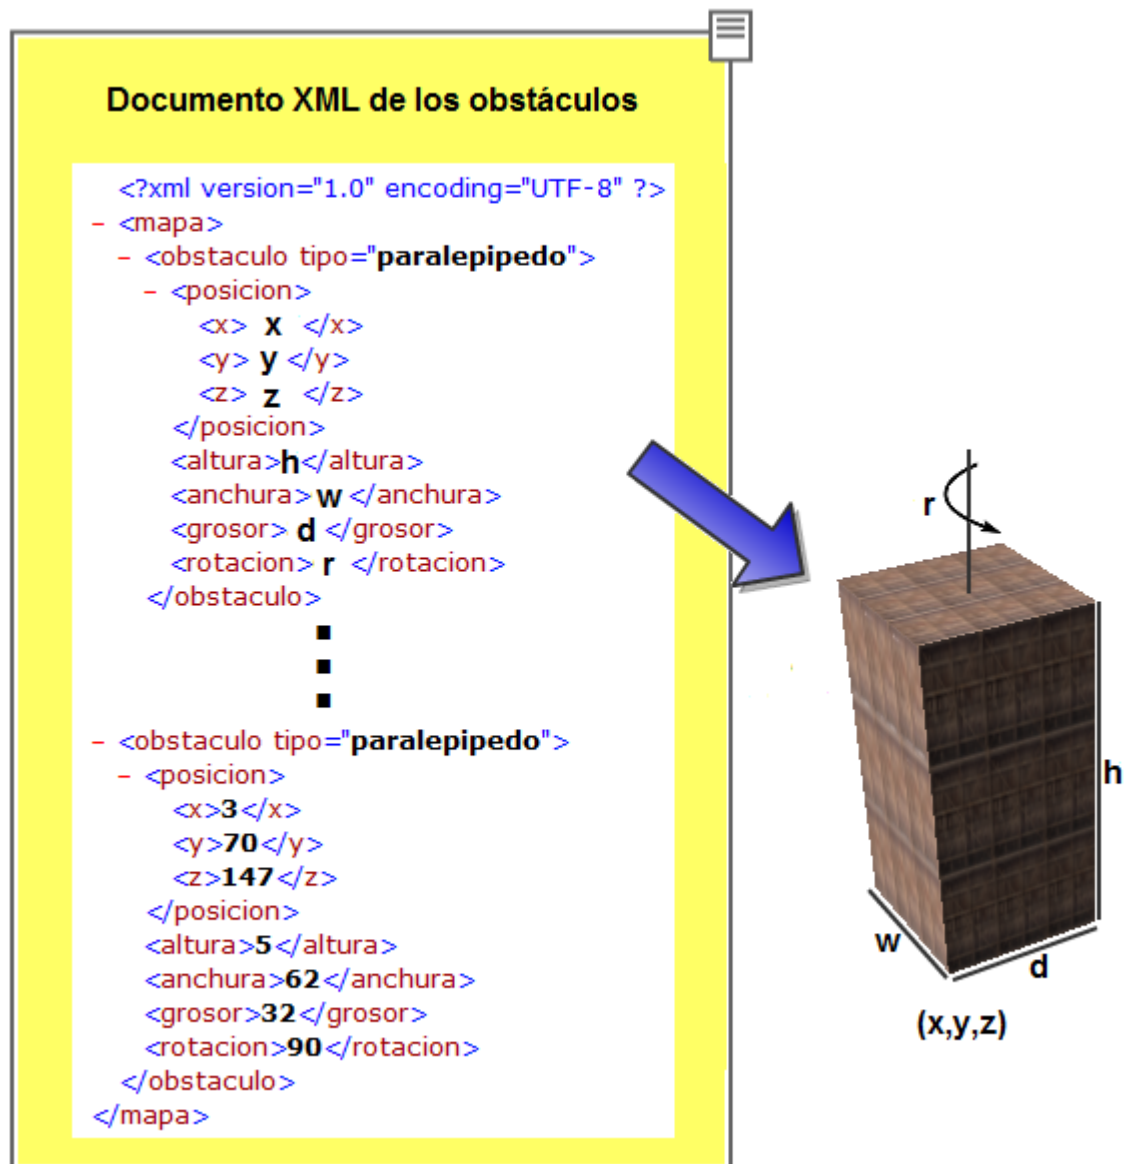 Documento XML de los obstáculos
<?xml version="1.0" encoding="UTF-8" ?>
- <mapa>
- <obstaculo tipo="paralepipedo">
- <posicion>
<x> x </x>
<y> y </y>
<z> z </z>
</posicion>
<altura>h</altura>
<anchura> w </anchura>
<grosor> d </grosor>
<rotacion> r </rotacion>
</obstaculo>
- <obstaculo tipo="paralepipedo">
- <posicion>
<x>3</x>
<y>70</y>
<z>147</z>
</posicion>
<altura>5</altura>
<anchura>62</anchura>
<grosor>32</grosor>
<rotacion>90</rotacion>
</obstaculo>
</mapa>
r
h
w
d
(x,y,z)